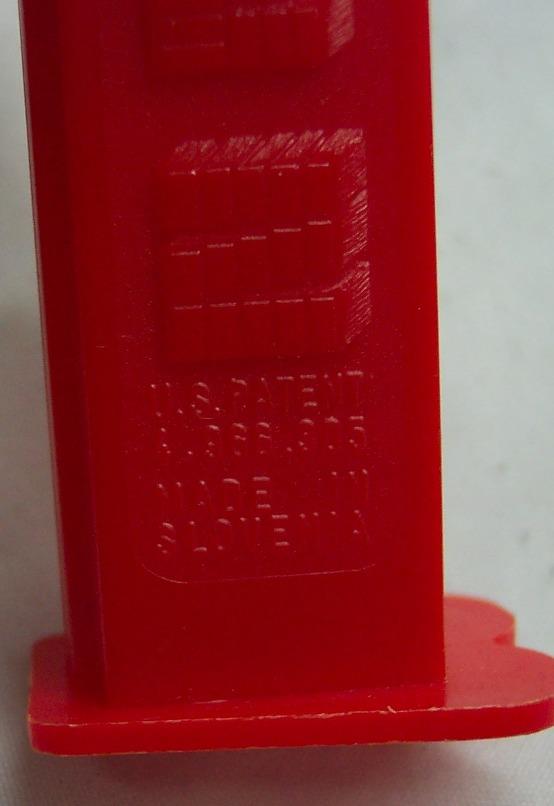 U.S. PATENT
4.966.305
MADE IN
SLOVENIA